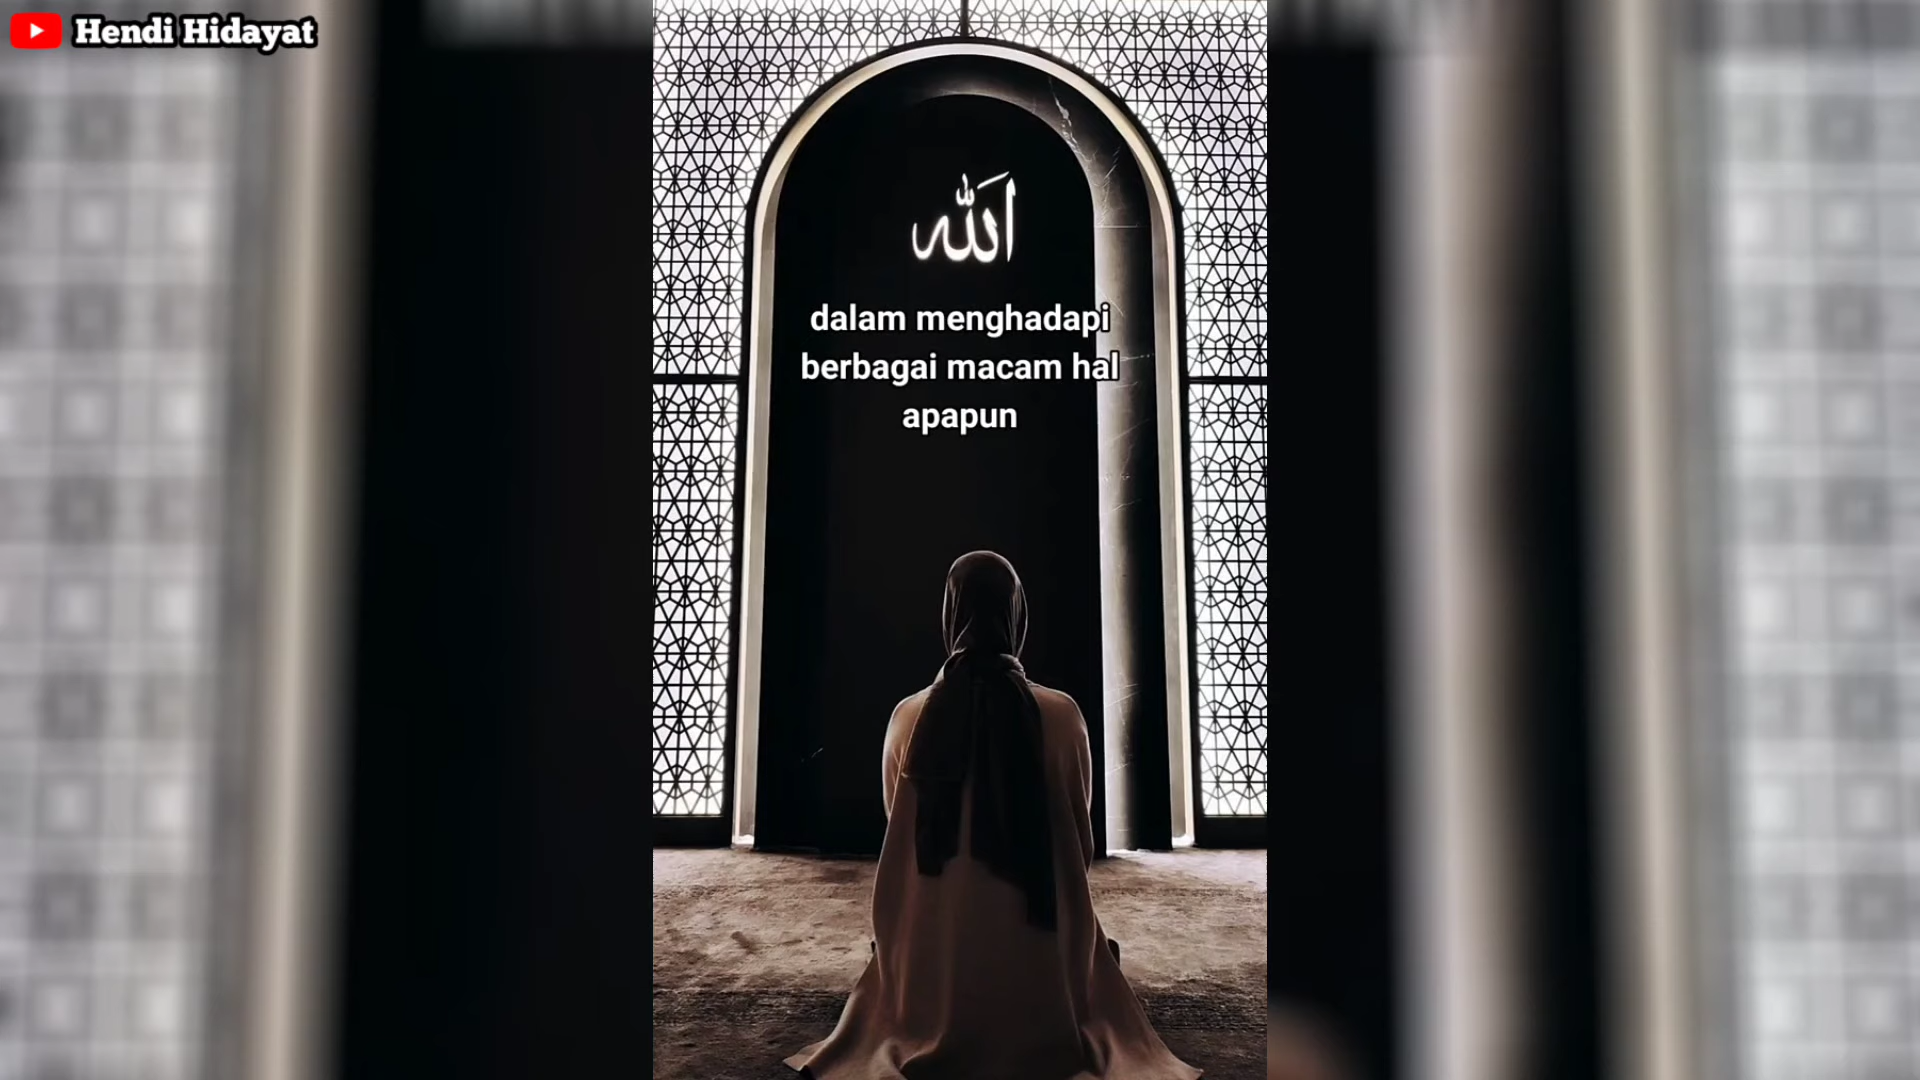 Hendi Hidayat
الله
dalam menghadapi
berbagai macam hal
apapun